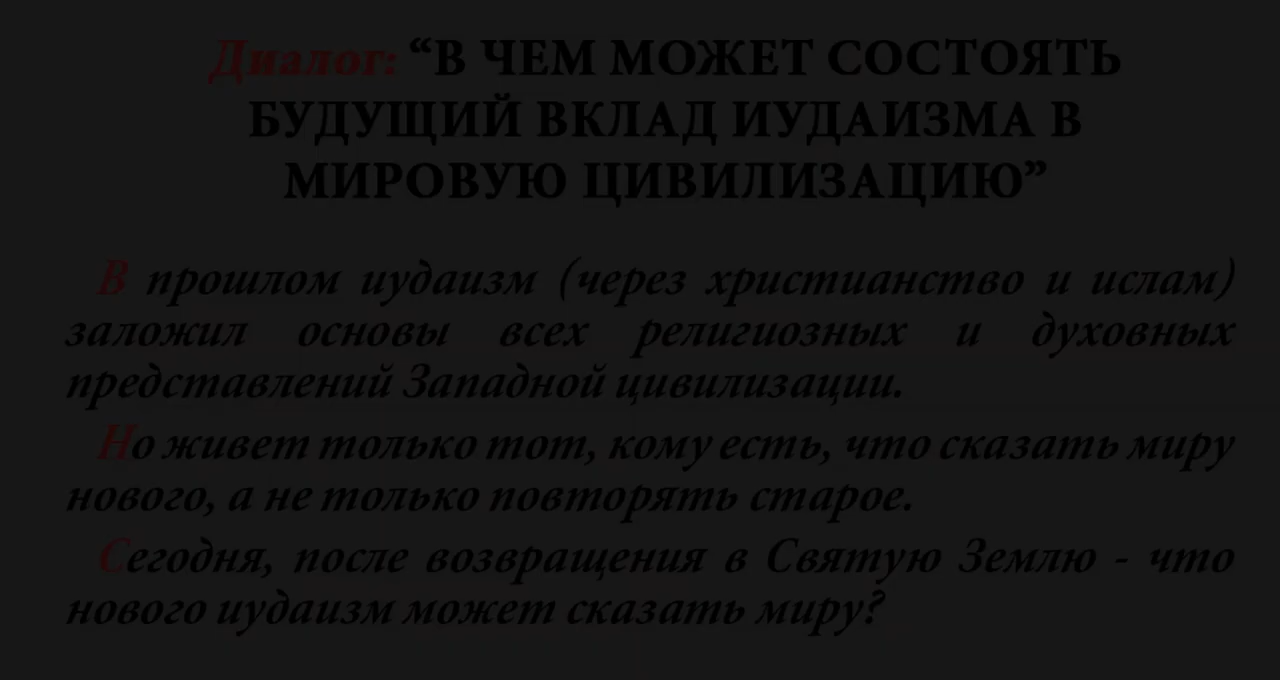 Диалог: “В ЧЕМ МОЖЕТ СОСТОЯТЬ
БУДУЩИЙ ВКЛАД ИУДАИЗМА В
МИРОВУЮ ЦИВИЛИЗАЦИЮ”
В прошлом иудаизм (через христианство и ислам)
заложил основы всех религиозных и духовных
представлений Западной цивилизации.
Но живет только тот, кому есть, что сказать миру
нового, а не только повторять старое.
Сегодня, после возвращения в Святую Землю - что
нового иудаизм может сказать миру?